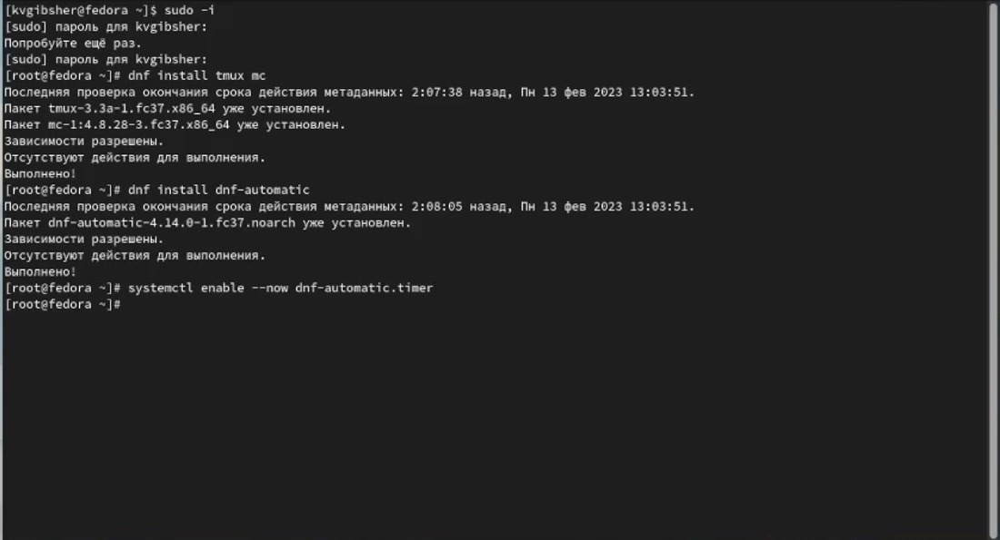 [kvgibsher@fedora ~]$ sudo -i
[sudo] пароль для kvgibsher:
Попробуйте ещё раз.
[sudo] пароль для kvgibsher:
[root@fedora ~]# dnf install tmux mc
Последняя проверка окончания срока действия метаданных: 2:07:38 назад, Пн 13 фев 2023 13:03:51.
Пакет tmux-3.3a-1.fc37.x86_64 уже установлен.
Пакет mc-1:4.8.28-3.fc37.x86_64 уже установлен.
Зависимости разрешены.
Отсутствуют действия для выполнения.
Выполнено!
[root@fedora ~]# dnf install dnf-automatic
Последняя проверка окончания срока действия метаданных: 2:08:05 назад, Пн 13 фев 2023 13:03:51.
Пакет dnf-automatic-4.14.0-1.fc37.noarch уже установлен.
Зависимости разрешены.
Отсутствуют действия для выполнения.
Выполнено!
[root@fedora ~]# systemctl enable --now dnf-automatic.timer
[root@fedora ~]#